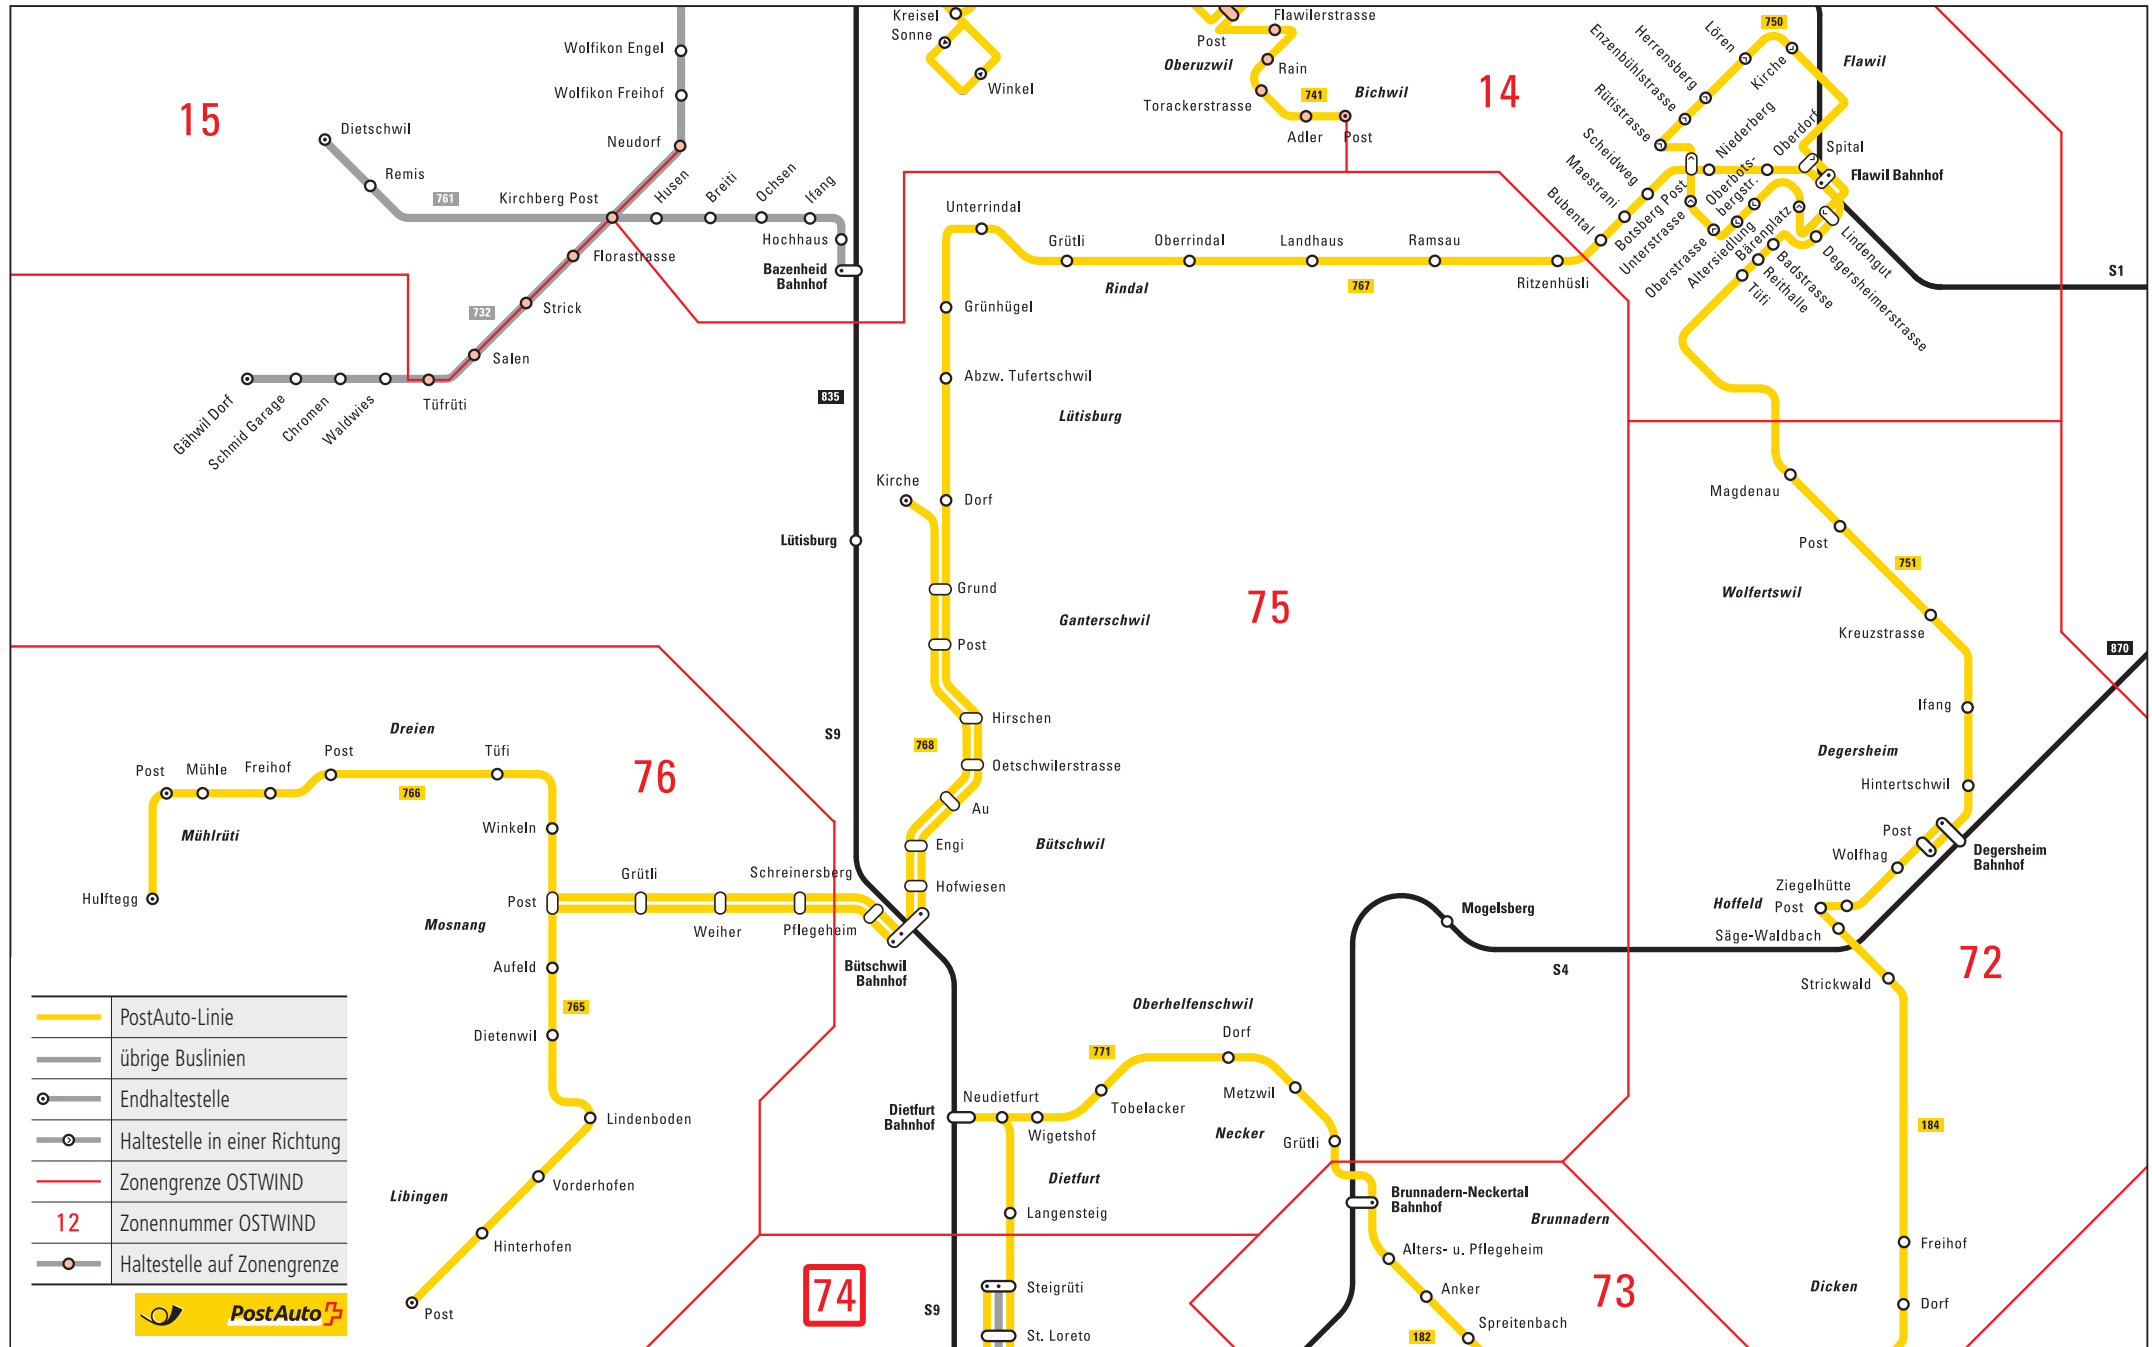 15
Wolfikon Engel
Wolfikon Freihof
Neudorf
Dietschwil
Remis
761
Kirchberg Post
Husen
Breiti
Ochsen
Ifang
Hochhaus
Bazenheid
Bahnhof
Florastrasse
Strick
732
Salen
Tüfrüti
Waldwies
Chromen
Schmid Garage
Gähwil Dorf
835
Kreisel
Sonne
Winkel
Flawilerstrasse
Post
Oberuzwil
Rain
Torackerstrasse
741
Bichwil
Adler
Post
14
750
Flawil
Kirche
Lören
Herrensberg
Enzenbühlstrasse
Rütistrasse
Scheidweg
Maestrani
Bubental
Niederberg
Oberdorf
Spital
Flawil Bahnhof
Oberbots-
bergstr.
Botsberg Post
Unterstrasse
Oberstrasse
Altersiedlung
Bärenplatz
Lindengut
Degersheimerstrasse
Badstrasse
Reithalle
Tüfi
S1
Unterrindal
Grütli
Oberrindal
Landhaus
Ramsau
Ritzenhüsli
Rindal
767
Grünhügel
Abzw. Tufertschwil
Lütisburg
Kirche
Dorf
Lütisburg
Grund
Ganterschwil
Post
75
Hirschen
768
Oetschwilerstrasse
Au
Engi
Bütschwil
Hofwiesen
S9
Magdenau
Post
751
Wolfertswil
Kreuzstrasse
870
Ifang
Degersheim
Hintertschwil
Post
Degersheim
Bahnhof
Wolfhag
Ziegelhütte
Hoffeld
Post
Säge-Waldbach
Strickwald
72
184
Freihof
Dicken
Dorf
Dreien
Post
Mühle
Freihof
Post
Tüfi
766
76
Mühlrüti
Winkeln
Hulftegg
Grütli
Schreinersberg
Post
Mosnang
Weiher
Pflegeheim
Bütschwil
Bahnhof
Aufeld
765
Dietenwil
Lindenboden
Vorderhofen
Libingen
Hinterhofen
Post
Mogelsberg
S4
Oberhelfenschwil
Dorf
771
Metzwil
Neudietfurt
Dietfurt
Bahnhof
Tobelacker
Wigetshof
Necker
Grütli
Dietfurt
Langensteig
Brunnadern-Neckertal
Bahnhof
Brunnadern
Alters- u. Pflegeheim
Anker
73
Spreitenbach
182
74
S9
Steigrüti
St. Loreto
PostAuto-Linie
übrige Buslinien
Endhaltestelle
Haltestelle in einer Richtung
Zonengrenze OSTWIND
12 Zonennummer OSTWIND
Haltestelle auf Zonengrenze
PostAuto